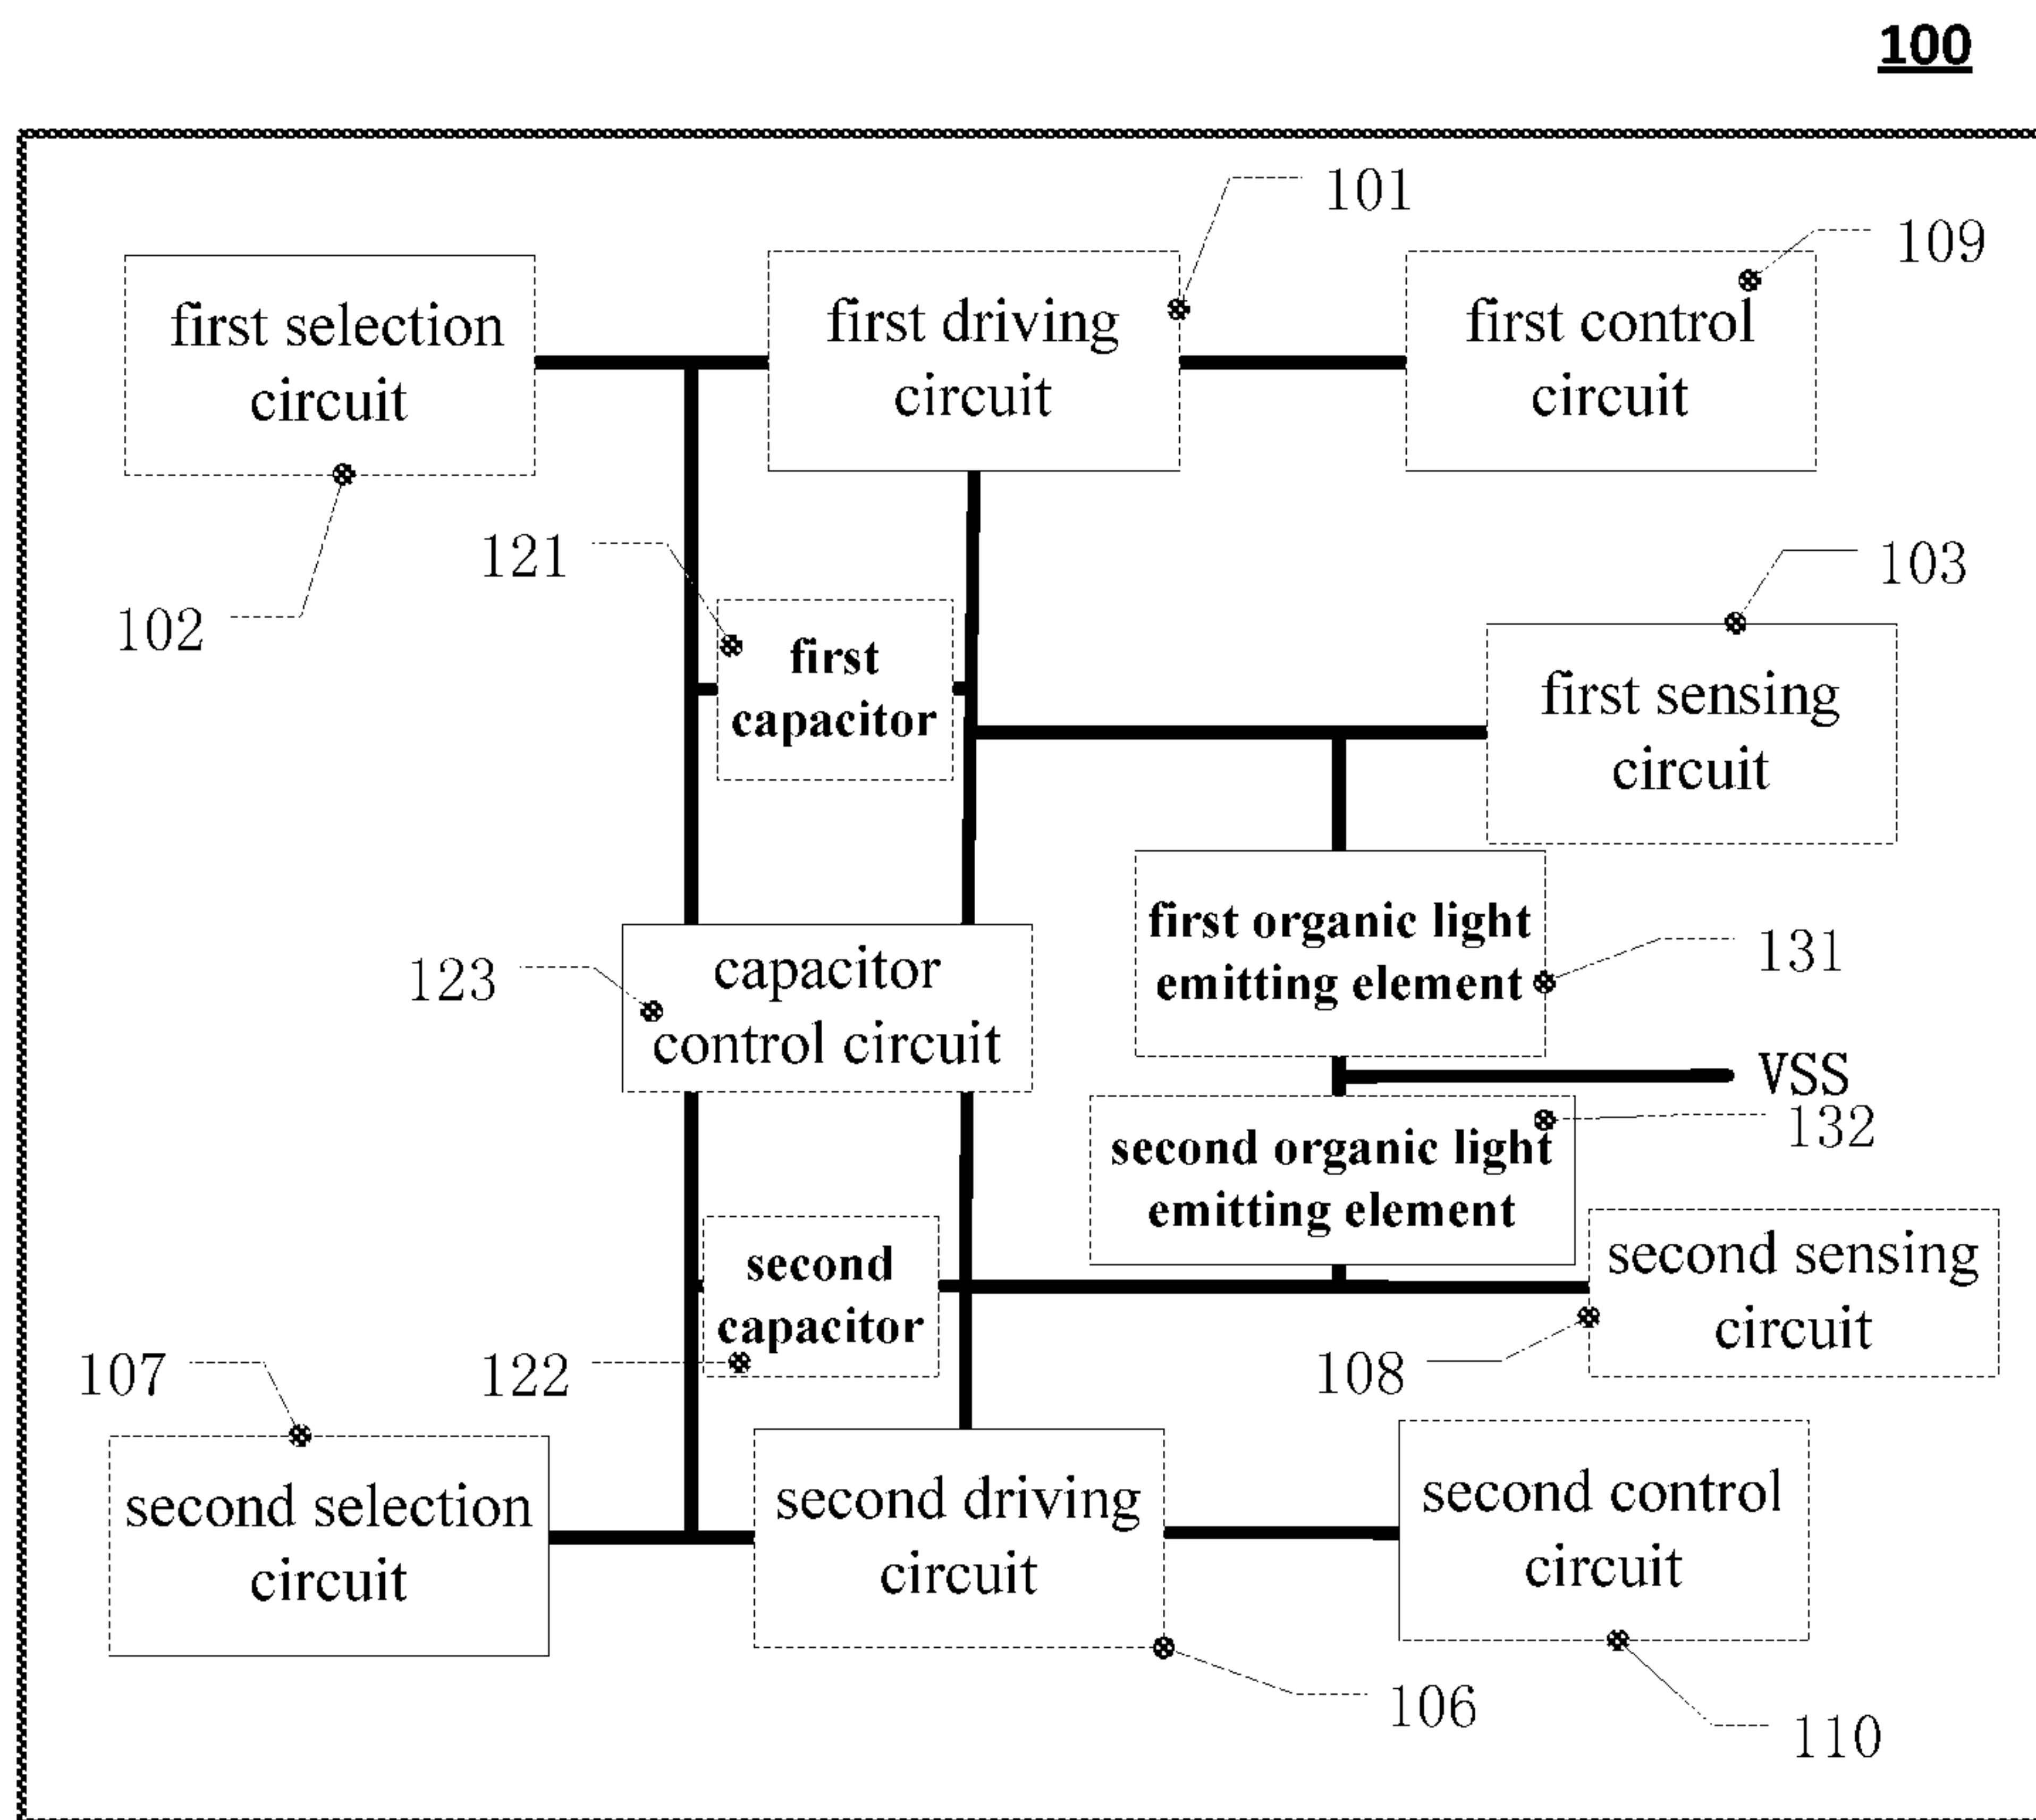 100
101
109
first selection
circuit
first driving
circuit
first control
circuit
121
103
102
first
capacitor
first sensing
circuit
first organic light
emitting element
131
123
capacitor
control circuit
VSS
132
second organic light
emitting element
second
capacitor
second sensing
circuit
107
122
108
second selection
circuit
second driving
circuit
second control
circuit
106
110